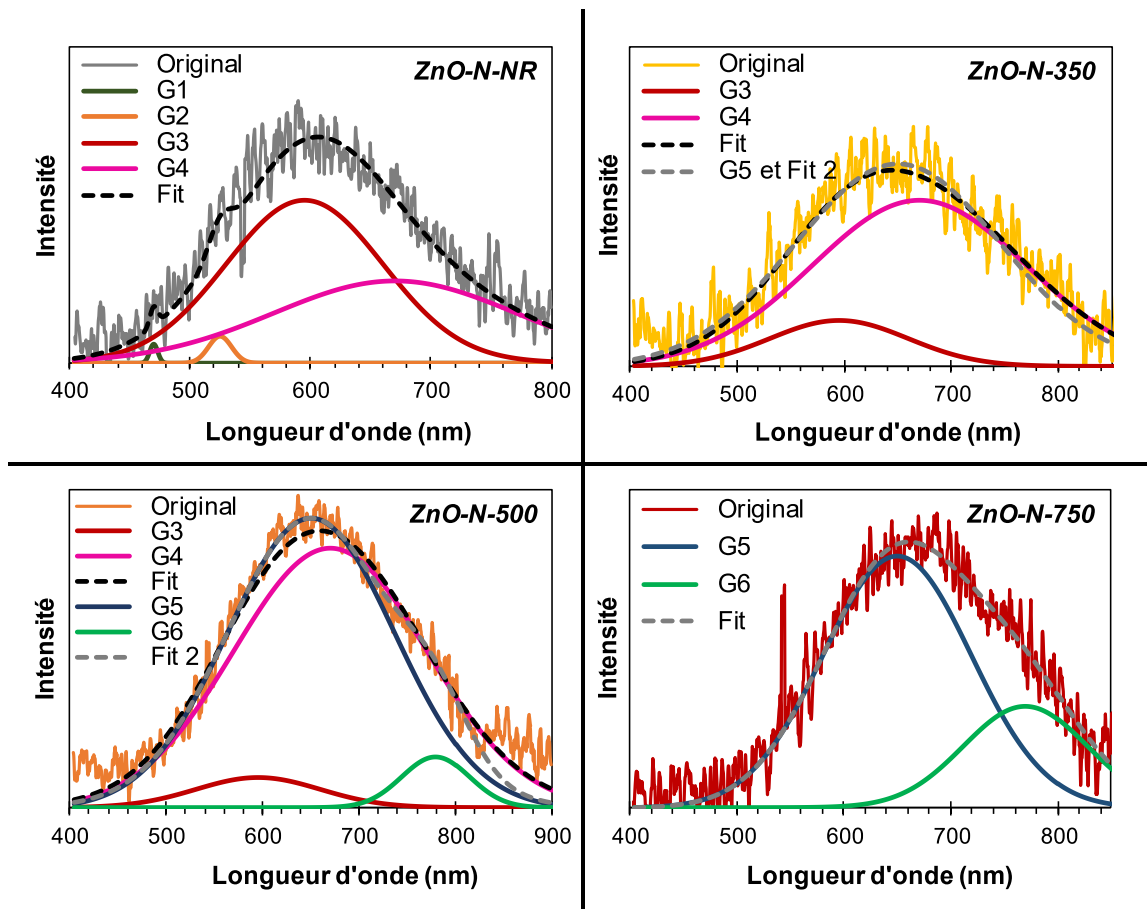 Original
G1
G2
G3
G4
Fit
ZnO-N-NR
Intensité
400 500 600 700 800
Longueur d'onde (nm)
Original
G3
G4
Fit
G5 et Fit 2
ZnO-N-350
Intensité
400 500 600 700 800
Longueur d'onde (nm)
Original
G3
G4
Fit
G5
G6
Fit 2
ZnO-N-500
Intensité
400 500 600 700 800 900
Longueur d'onde (nm)
Original
G5
G6
Fit
ZnO-N-750
Intensité
400 500 600 700 800
Longueur d'onde (nm)